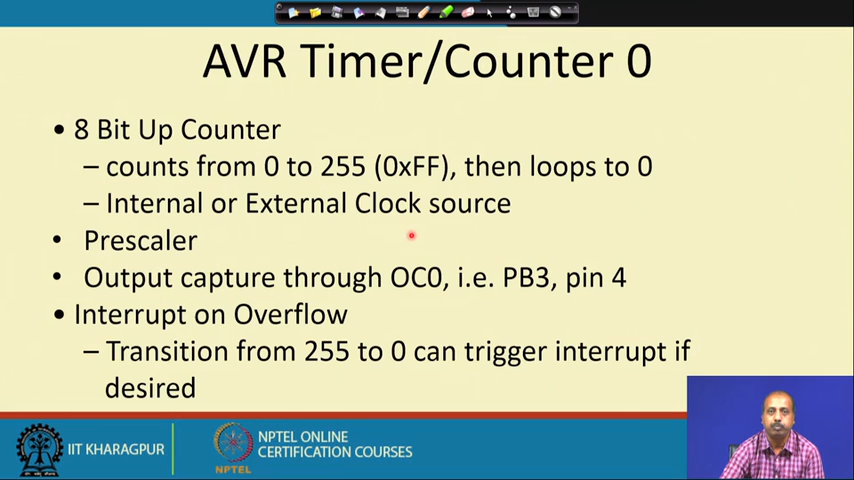 AVR Timer/Counter 0
• 8 Bit Up Counter
– counts from 0 to 255 (0xFF), then loops to 0
– Internal or External Clock source
• Prescaler
• Output capture through OC0, i.e. PB3, pin 4
• Interrupt on Overflow
– Transition from 255 to 0 can trigger interrupt if
desired
IIT KHARAGPUR
NPTEL
NPTEL ONLINE
CERTIFICATION COURSES